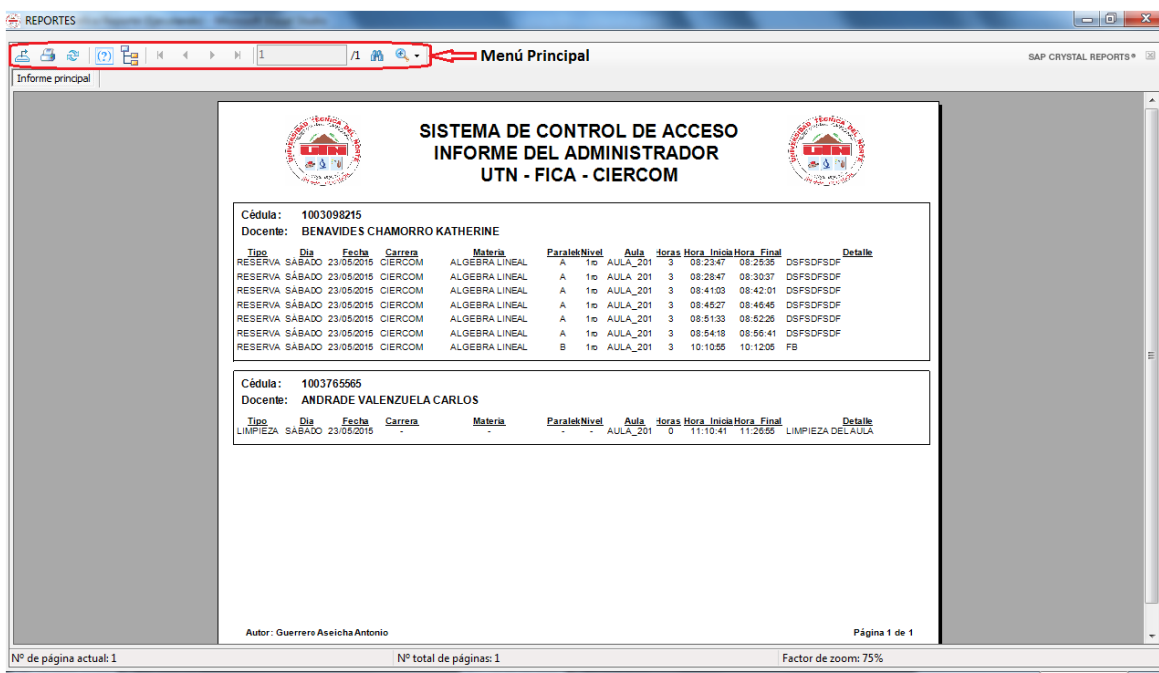 REPORTES
1 /1 Menú Principal SAP CRYSTAL REPORTS®
Informe principal
SISTEMA DE CONTROL DE ACCESO
INFORME DEL ADMINISTRADOR
UTN - FICA - CIERCOM
Cédula: 1003098215
Docente: BENAVIDES CHAMORRO KATHERINE
Tipo Dia Fecha Carrera Materia Paralelo Nivel Aula Horas Hora_Inicia Hora_Final Detalle
RESERVA SÁBADO 23/05/2015 CIERCOM ALGEBRA LINEAL A 1ro AULA_201 3 08:23:47 08:25:35 DSFSDFSDF
RESERVA SÁBADO 23/05/2015 CIERCOM ALGEBRA LINEAL A 1ro AULA_201 3 08:28:47 08:30:37 DSFSDFSDF
RESERVA SÁBADO 23/05/2015 CIERCOM ALGEBRA LINEAL A 1ro AULA_201 3 08:41:03 08:42:01 DSFSDFSDF
RESERVA SÁBADO 23/05/2015 CIERCOM ALGEBRA LINEAL A 1ro AULA_201 3 08:45:27 08:46:45 DSFSDFSDF
RESERVA SÁBADO 23/05/2015 CIERCOM ALGEBRA LINEAL A 1ro AULA_201 3 08:51:33 08:52:26 DSFSDFSDF
RESERVA SÁBADO 23/05/2015 CIERCOM ALGEBRA LINEAL A 1ro AULA_201 3 08:54:18 08:56:41 DSFSDFSDF
RESERVA SÁBADO 23/05/2015 CIERCOM ALGEBRA LINEAL B 1ro AULA_201 3 10:10:55 10:12:05 FB
Cédula: 1003765565
Docente: ANDRADE VALENZUELA CARLOS
Tipo Dia Fecha Carrera Materia Paralelo Nivel Aula Horas Hora_Inicia Hora_Final Detalle
LIMPIEZA SÁBADO 23/05/2015 - - - - AULA_201 0 11:10:41 11:26:55 LIMPIEZA DEL AULA
Autor: Guerrero Aseicha Antonio Página 1 de 1
Nº de página actual: 1 Nº total de páginas: 1 Factor de zoom: 75%